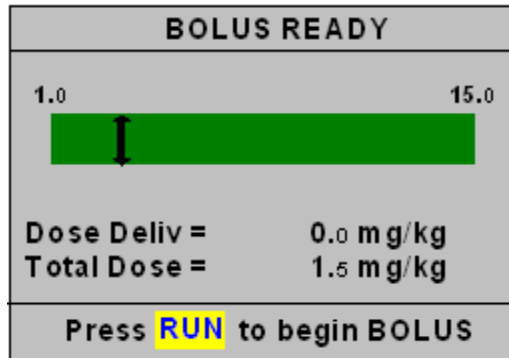 BOLUS READY
1.0 15.0
Dose Deliv = 0.0 mg/kg
Total Dose = 1.5 mg/kg
Press RUN to begin BOLUS